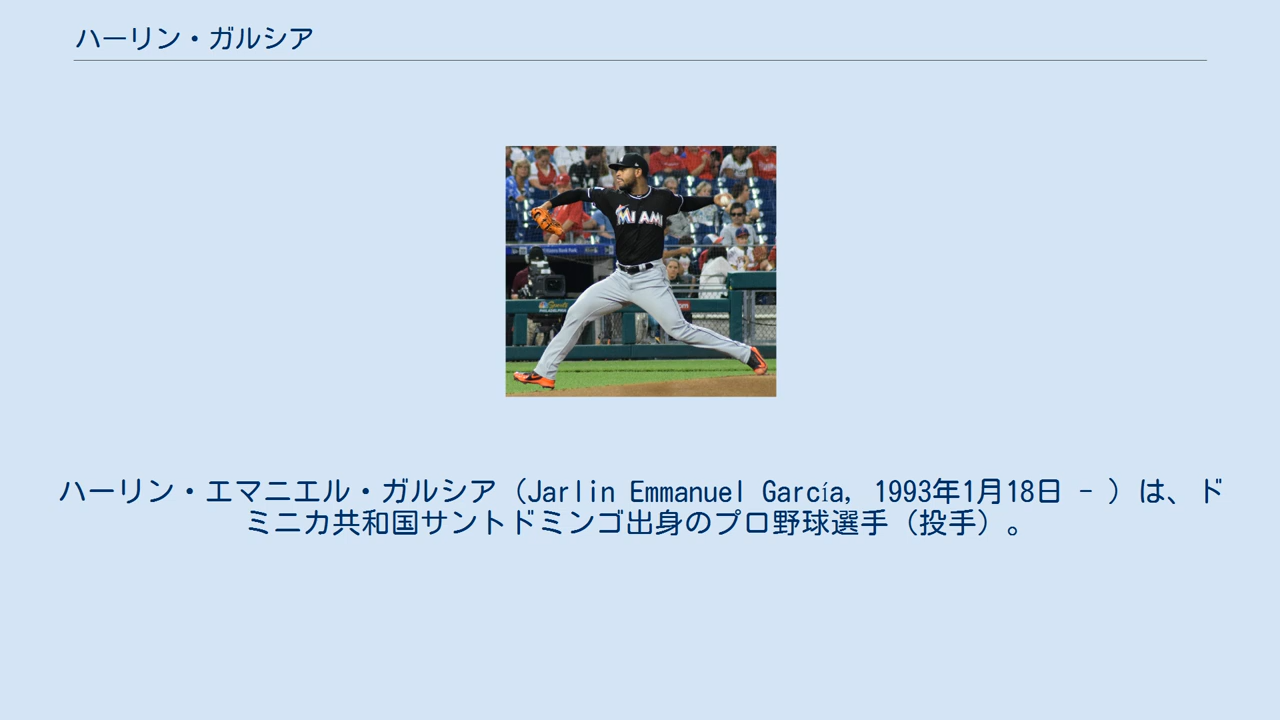 ハーリン・ガルシア
MIAMI
ハーリン・エマニエル・ガルシア（Jarlin Emmanuel García, 1993年1月18日 - ）は、ド
ミニカ共和国サントドミンゴ出身のプロ野球選手（投手）。